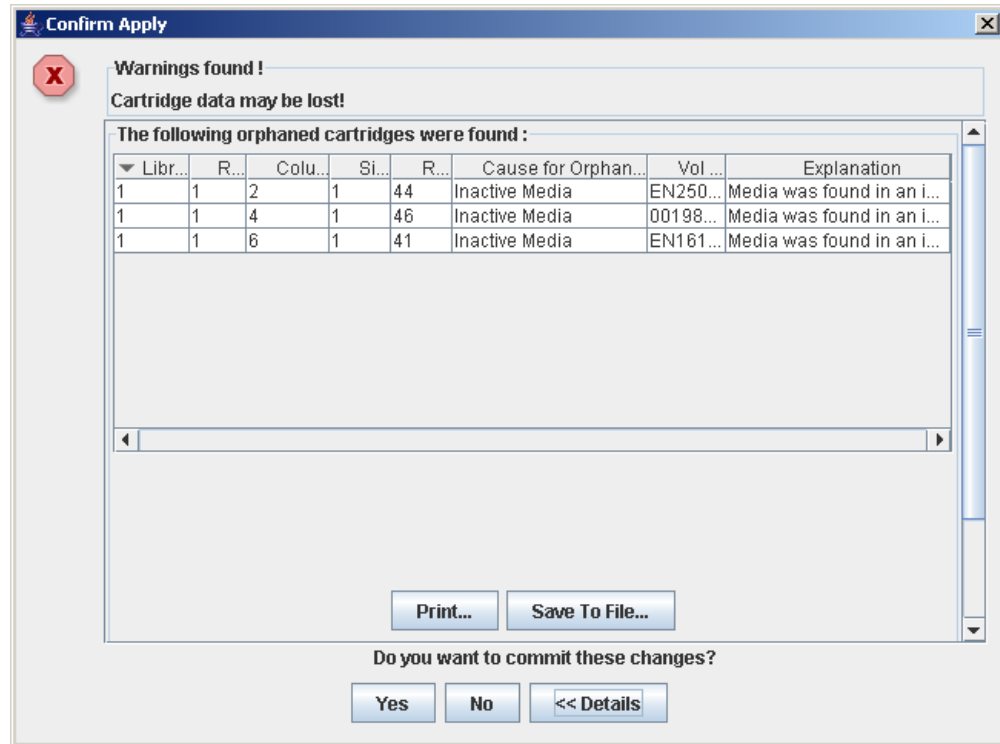 Confirm Apply
Warnings found !
Cartridge data may be lost!
The following orphaned cartridges were found :
Libr... R... Colu... Si... R... Cause for Orphan... Vol ... Explanation
1 1 2 1 44 Inactive Media EN250... Media was found in an i...
1 1 4 1 46 Inactive Media 00198... Media was found in an i...
1 1 6 1 41 Inactive Media EN161... Media was found in an i...
Print... Save To File...
Do you want to commit these changes?
Yes No << Details